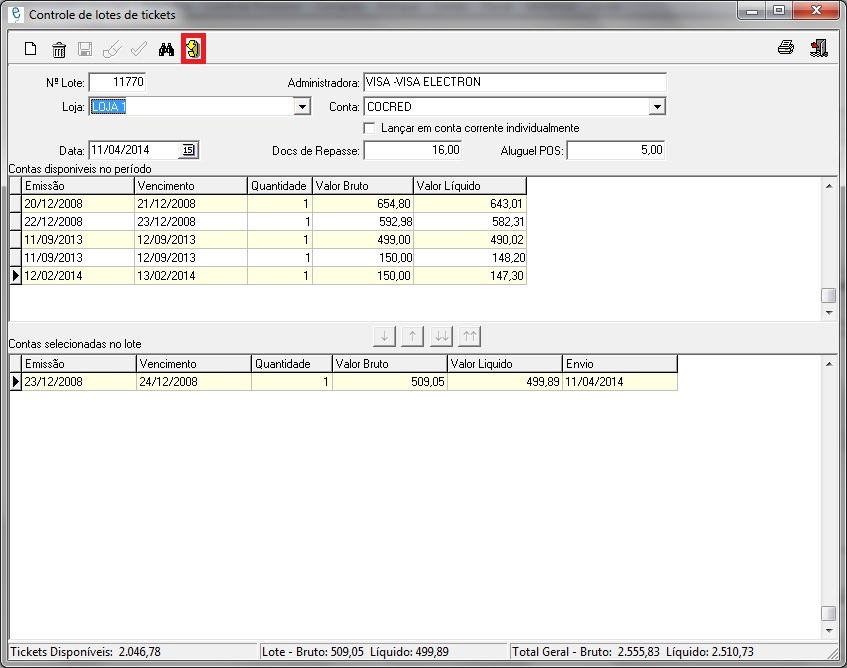 Controle de lotes de tickets
Nº Lote: 11770 Administradora: VISA -VISA ELECTRON
Loja: LOJA 1 Conta: COCRED
Lançar em conta corrente individualmente
Data: 11/04/2014 15 Docs de Repasse: 16,00 Aluguel POS: 5,00
Contas disponiveis no período
Emissão Vencimento Quantidade Valor Bruto Valor Líquido
20/12/2008 21/12/2008 1 654,80 643,01
22/12/2008 23/12/2008 1 592,98 582,31
11/09/2013 12/09/2013 1 499,00 490,02
11/09/2013 12/09/2013 1 150,00 148,20
12/02/2014 13/02/2014 1 150,00 147,30
Contas selecionadas no lote
Emissão Vencimento Quantidade Valor Bruto Valor Liquido Envio
23/12/2008 24/12/2008 1 509,05 499,89 11/04/2014
Tickets Disponíveis: 2.046,78 Lote - Bruto: 509,05 Líquido: 499,89 Total Geral - Bruto: 2.555,83 Líquido: 2.510,73